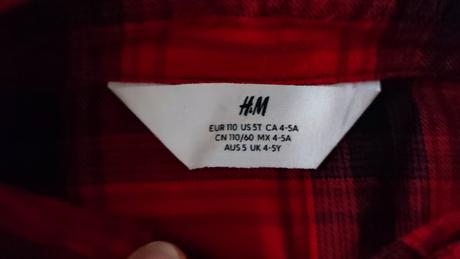 H&M
EUR 110 US 5T CA 4-5A
CN 110/60 MX 4-5A
AUS 5 UK 4-5Y